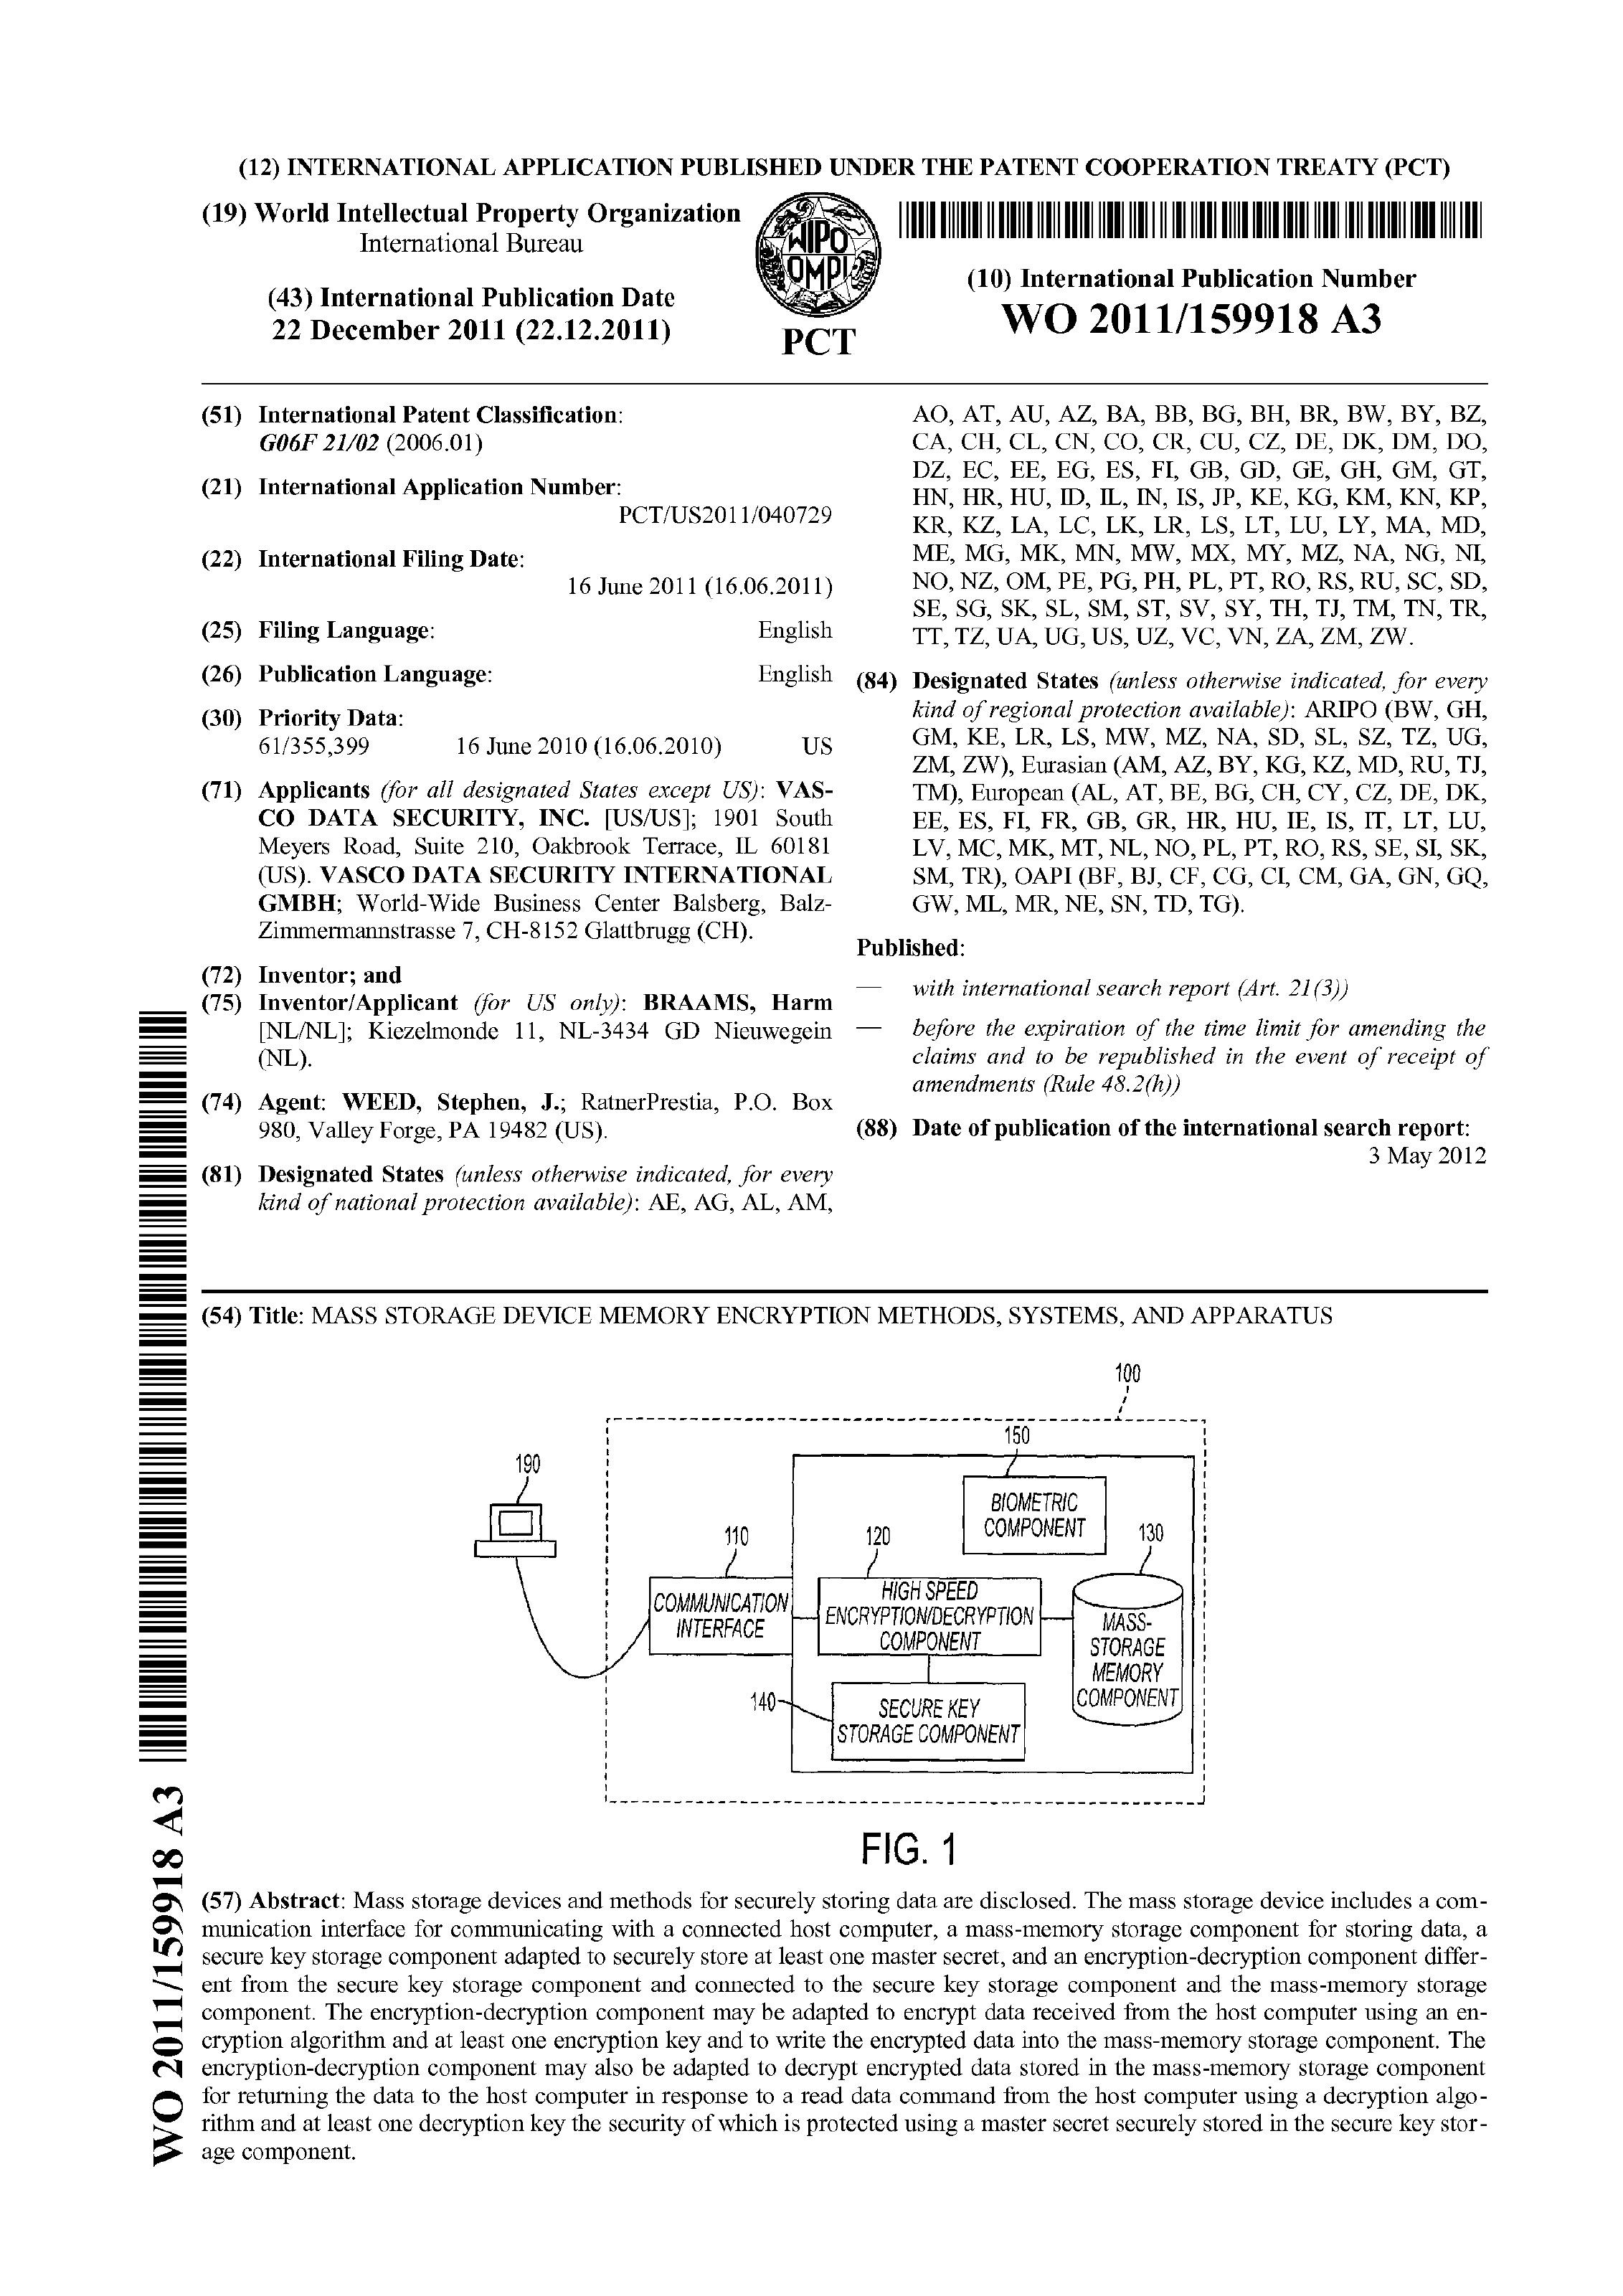 (12) INTERNATIONAL APPLICATION PUBLISHED UNDER THE PATENT COOPERATION TREATY (PCT)
(19) World Intellectual Property Organization
International Bureau
(43) International Publication Date
22 December 2011 (22.12.2011)
WIPO
OMPI
PCT
(10) International Publication Number
WO 2011/159918 A3
(51) International Patent Classification:
G06F 21/02 (2006.01)
(21) International Application Number:
PCT/US2011/040729
(22) International Filing Date:
16 June 2011 (16.06.2011)
(25) Filing Language: English
(26) Publication Language: English
(30) Priority Data:
61/355,399 16 June 2010 (16.06.2010) US
(71) Applicants (for all designated States except US): VAS-
CO DATA SECURITY, INC. [US/US]; 1901 South
Meyers Road, Suite 210, Oakbrook Terrace, IL 60181
(US). VASCO DATA SECURITY INTERNATIONAL
GMBH; World-Wide Business Center Balsberg, Balz-
Zimmermannstrasse 7, CH-8152 Glattbrugg (CH).
(72) Inventor; and
(75) Inventor/Applicant (for US only): BRAAMS, Harm
[NL/NL]; Kiezelmonde 11, NL-3434 GD Nieuwegein
(NL).
(74) Agent: WEED, Stephen, J.; RatnerPrestia, P.O. Box
980, Valley Forge, PA 19482 (US).
(81) Designated States (unless otherwise indicated, for every
kind of national protection available): AE, AG, AL, AM,
AO, AT, AU, AZ, BA, BB, BG, BH, BR, BW, BY, BZ,
CA, CH, CL, CN, CO, CR, CU, CZ, DE, DK, DM, DO,
DZ, EC, EE, EG, ES, FI, GB, GD, GE, GH, GM, GT,
HN, HR, HU, ID, IL, IN, IS, JP, KE, KG, KM, KN, KP,
KR, KZ, LA, LC, LK, LR, LS, LT, LU, LY, MA, MD,
ME, MG, MK, MN, MW, MX, MY, MZ, NA, NG, NI,
NO, NZ, OM, PE, PG, PH, PL, PT, RO, RS, RU, SC, SD,
SE, SG, SK, SL, SM, ST, SV, SY, TH, TJ, TM, TN, TR,
TT, TZ, UA, UG, US, UZ, VC, VN, ZA, ZM, ZW.
(84) Designated States (unless otherwise indicated, for every
kind of regional protection available): ARIPO (BW, GH,
GM, KE, LR, LS, MW, MZ, NA, SD, SL, SZ, TZ, UG,
ZM, ZW), Eurasian (AM, AZ, BY, KG, KZ, MD, RU, TJ,
TM), European (AL, AT, BE, BG, CH, CY, CZ, DE, DK,
EE, ES, FI, FR, GB, GR, HR, HU, IE, IS, IT, LT, LU,
LV, MC, MK, MT, NL, NO, PL, PT, RO, RS, SE, SI, SK,
SM, TR), OAPI (BF, BJ, CF, CG, CI, CM, GA, GN, GQ,
GW, ML, MR, NE, SN, TD, TG).
Published:
— with international search report (Art. 21(3))
— before the expiration of the time limit for amending the
claims and to be republished in the event of receipt of
amendments (Rule 48.2(h))
(88) Date of publication of the international search report:
3 May 2012
(54) Title: MASS STORAGE DEVICE MEMORY ENCRYPTION METHODS, SYSTEMS, AND APPARATUS
100
150
190
BIOMETRIC
COMPONENT
110
120
130
COMMUNICATION
INTERFACE
HIGH SPEED
ENCRYPTION/DECRYPTION
COMPONENT
MASS-
STORAGE
MEMORY
COMPONENT
140
SECURE KEY
STORAGE COMPONENT
FIG. 1
(57) Abstract: Mass storage devices and methods for securely storing data are disclosed. The mass storage device includes a com-
munication interface for communicating with a connected host computer, a mass-memory storage component for storing data, a
secure key storage component adapted to securely store at least one master secret, and an encryption-decryption component differ-
ent from the secure key storage component and connected to the secure key storage component and the mass-memory storage
component. The encryption-decryption component may be adapted to encrypt data received from the host computer using an en-
cryption algorithm and at least one encryption key and to write the encrypted data into the mass-memory storage component. The
encryption-decryption component may also be adapted to decrypt encrypted data stored in the mass-memory storage component
for returning the data to the host computer in response to a read data command from the host computer using a decryption algo-
rithm and at least one decryption key the security of which is protected using a master secret securely stored in the secure key stor-
age component.
WO 2011/159918 A3